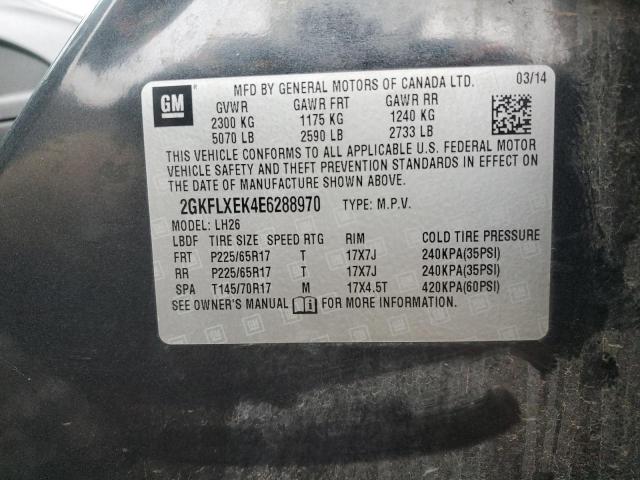 GM
MFD BY GENERAL MOTORS OF CANADA LTD. 03/14
GVWR GAWR FRT GAWR RR
2300 KG 1175 KG 1240 KG
5070 LB 2590 LB 2733 LB
THIS VEHICLE CONFORMS TO ALL APPLICABLE U.S. FEDERAL MOTOR
VEHICLE SAFETY AND THEFT PREVENTION STANDARDS IN EFFECT ON
THE DATE OF MANUFACTURE SHOWN ABOVE.
2GKFLXEK4E6288970 TYPE: M.P.V.
MODEL: LH26
LBDF TIRE SIZE SPEED RTG RIM COLD TIRE PRESSURE
FRT P225/65R17 T 17X7J 240KPA(35PSI)
RR P225/65R17 T 17X7J 240KPA(35PSI)
SPA T145/70R17 M 17X4.5T 420KPA(60PSI)
SEE OWNER'S MANUAL FOR MORE INFORMATION.